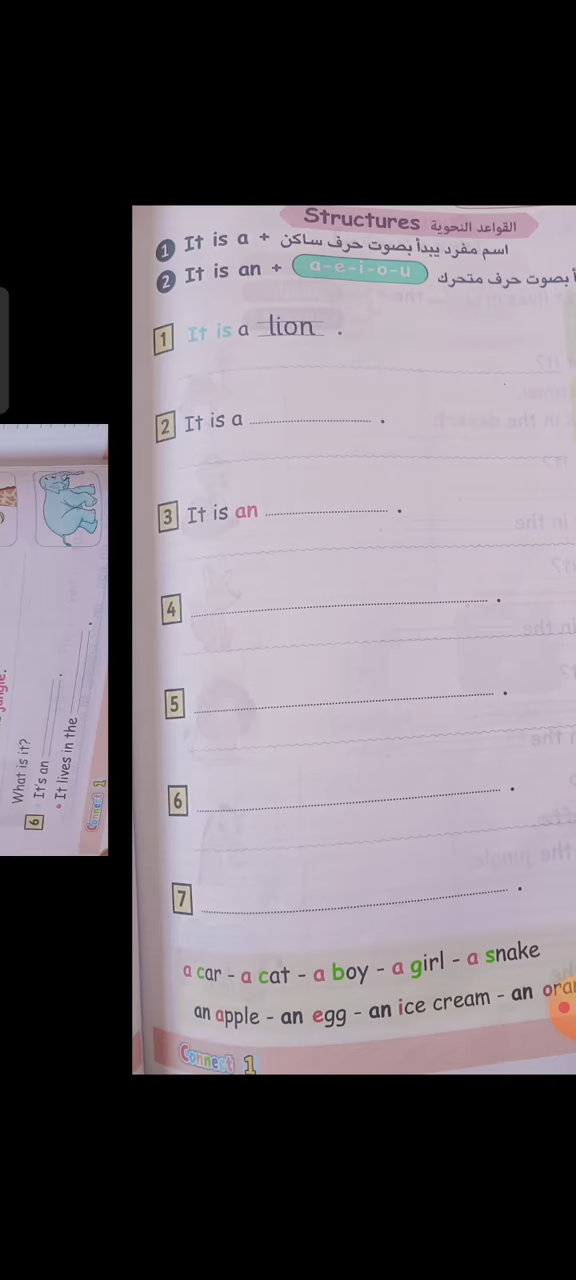 Structures القواعد النحوية
1 It is a + اسم مفرد يبدأ بصوت حرف ساكن
2 It is an + a-e-i-o-u بصوت حرف متحرك
1 It is a lion .
2 It is a .
3 It is an .
4 .
5 .
6 .
7 .
a car - a cat - a boy - a girl - a snake
an apple - an egg - an ice cream - an
Connect 1
jungle.
What is it?
6 It's an .
• It lives in the .
Connect 1